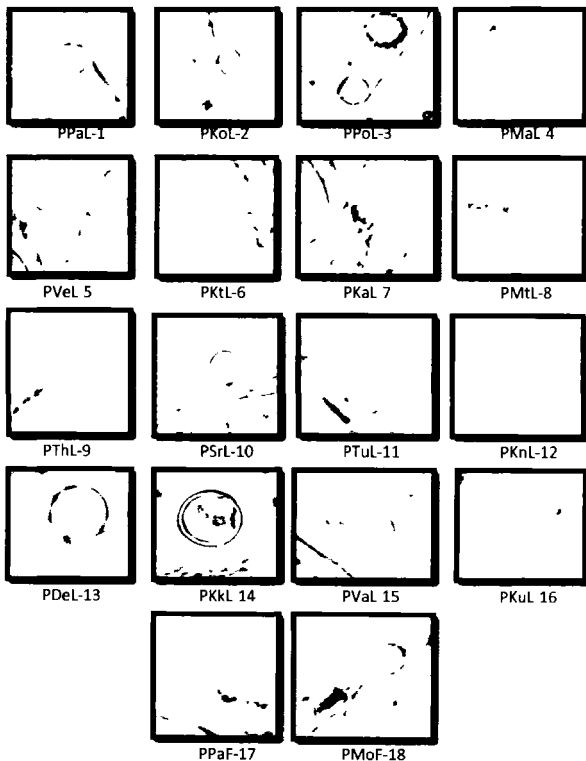 PPaL-1 PKoL-2 PPoL-3 PMaL 4
PVeL 5 PKtL-6 PKaL 7 PMtL-8
PThL-9 PSrL-10 PTuL-11 PKnL-12
PDeL-13 PKkL 14 PVaL 15 PKuL 16
PPaF-17 PMoF-18